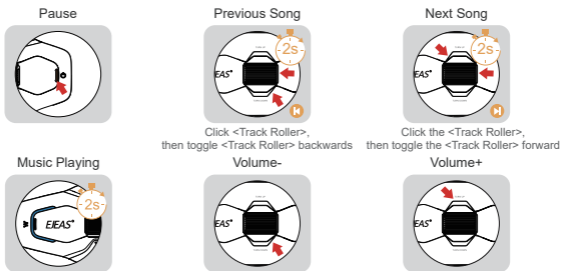 Pause
Previous Song
Next Song
-2s-
-2s-
EJEAS
EJEAS
Click <Track Roller>,
then toggle <Track Roller> backwards
Click the <Track Roller>,
then toggle the <Track Roller> forward
Music Playing
Volume-
Volume+
-2s-
EJEAS
EJEAS
EJEAS